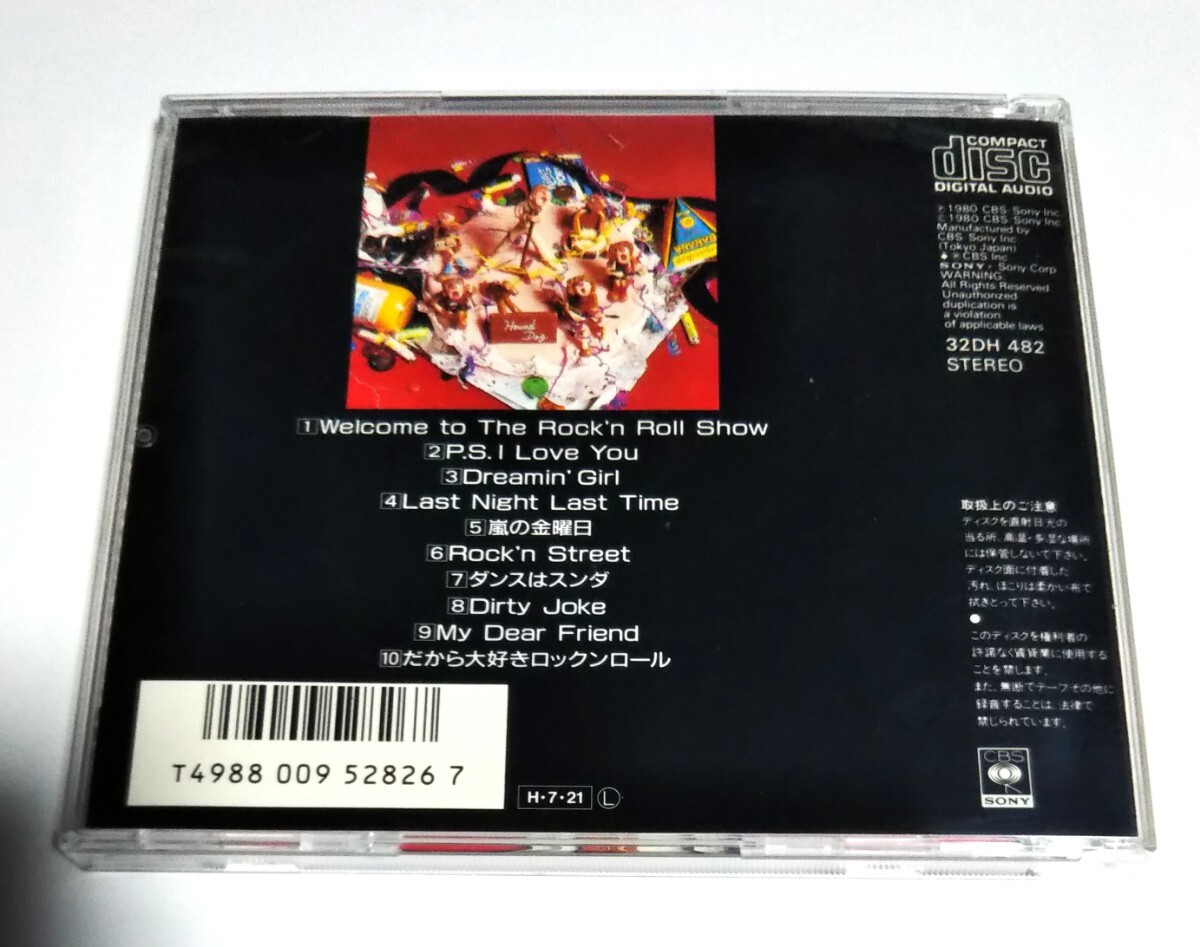 COMPACT
disc
DIGITAL AUDIO
℗ 1980 CBS Sony Inc
© 1980 CBS Sony Inc
Manufactured by
CBS Sony Inc
(Tokyo Japan)
CBS Inc
SONY • Sony Corp
WARNING:
All Rights Reserved
Unauthorized
duplication is
a violation
of applicable laws
32DH 482
STEREO
Hound
Dog
1 Welcome to The Rock'n Roll Show
2 P.S. I Love You
3 Dreamin' Girl
4 Last Night Last Time
5 嵐の金曜日
6 Rock'n Street
7 ダンスはスンダ
8 Dirty Joke
9 My Dear Friend
10 だから大好きロックンロール
取扱上のご注意
ディスクを直射日光の
当る所、高温・多湿な場所
には保管しないで下さい。
ディスク面に付着した
汚れ、ほこりは柔かい布で
拭きとって下さい。
●
このディスクを権利者の
許諾なく賃貸業に使用する
ことを禁じます。
また、無断でテープその他に
録音することは、法律で
禁じられています。
T4988 009 52826 7
H・7・21 Ⓛ
CBS
SONY